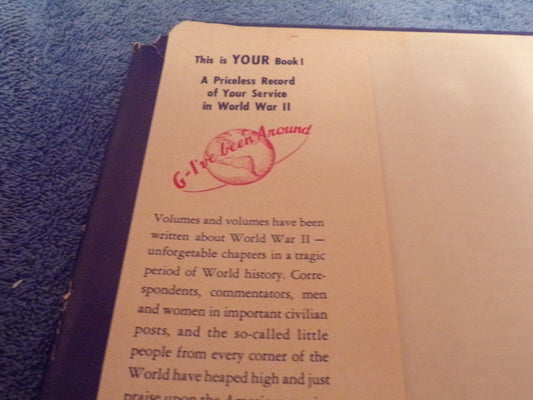 This is YOUR Book!
A Priceless Record
of Your Service
in World War II
G-I've been Around
Volumes and volumes have been
written about World War II —
unforgetable chapters in a tragic
period of World history. Corre-
spondents, commentators, men
and women in important civilian
posts, and the so-called little
people from every corner of the
World have heaped high and just
praise upon the